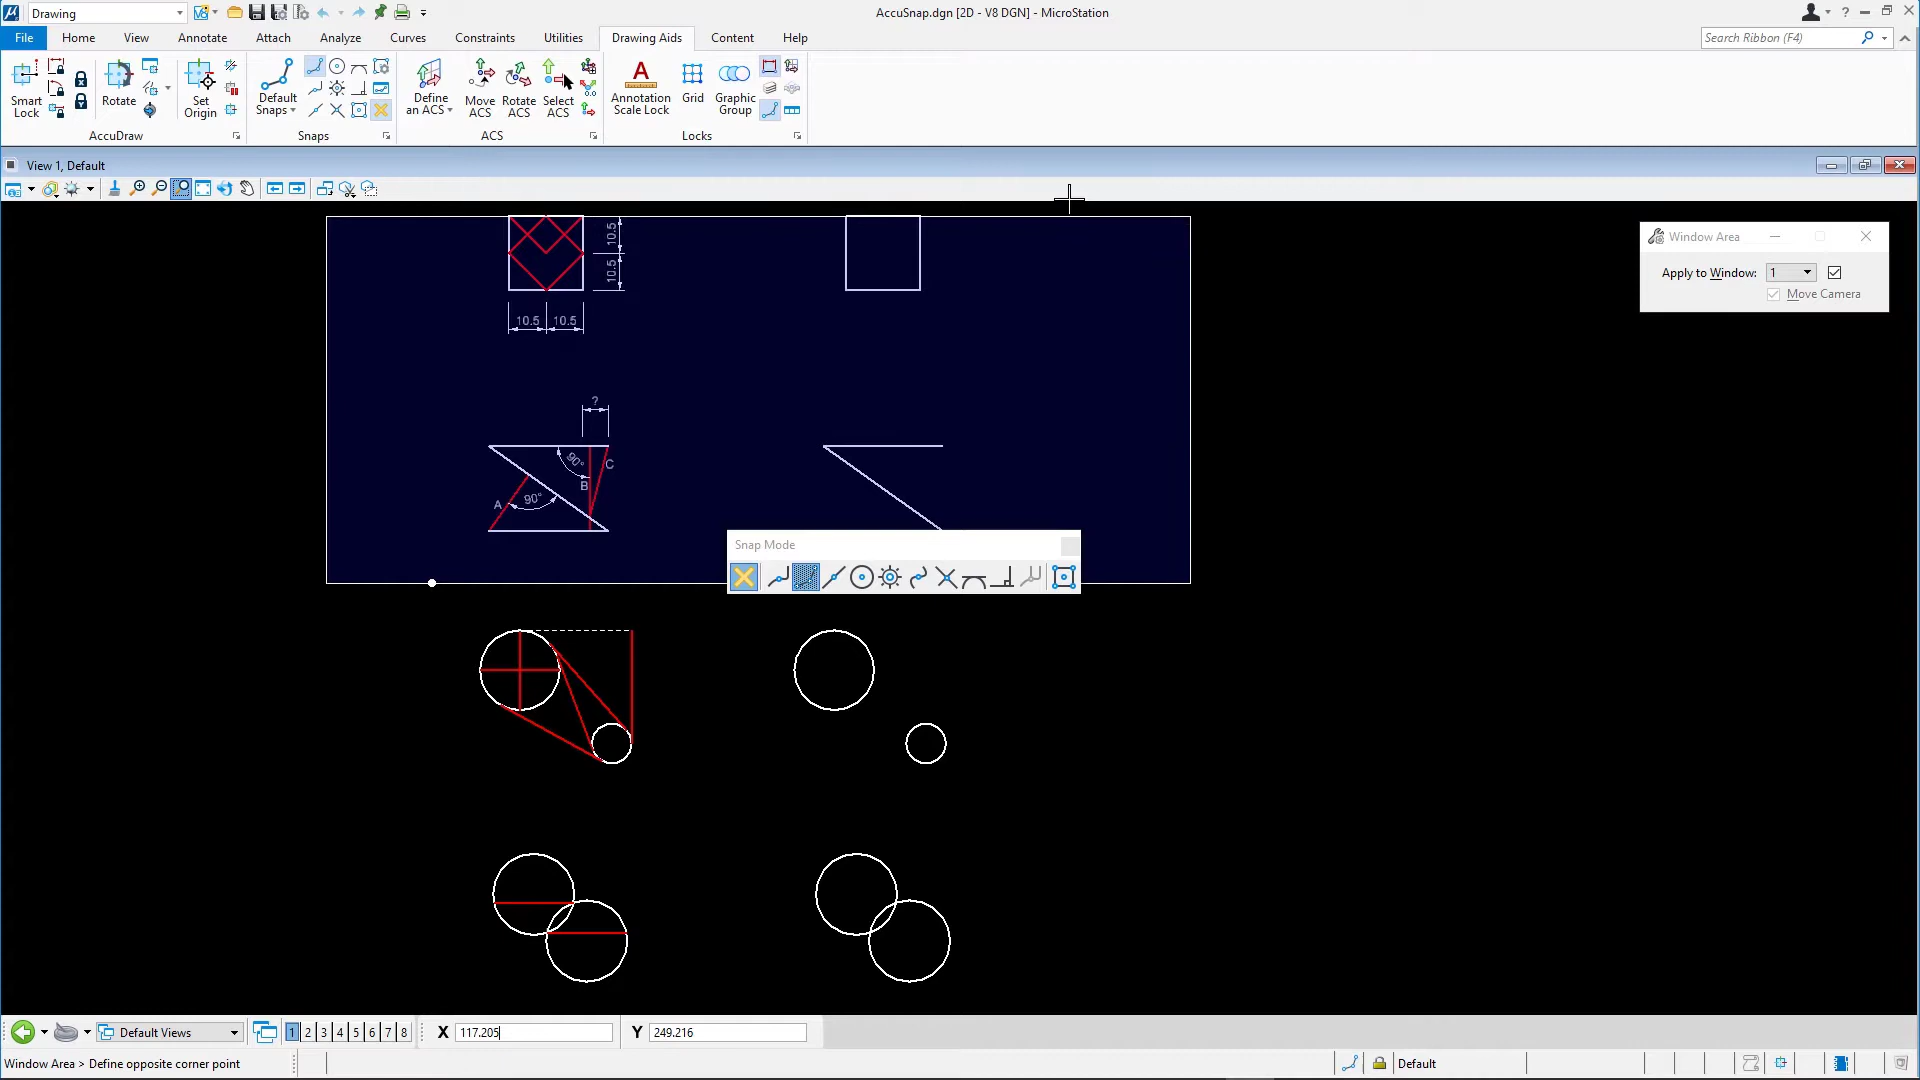 Drawing
AccuSnap.dgn [2D - V8 DGN] - MicroStation
File Home View Annotate Attach Analyze Curves Constraints Utilities Drawing Aids Content Help
Search Ribbon (F4)
Smart Lock
Rotate
Set Origin
Default Snaps
Define an ACS
Move ACS
Rotate ACS
Select ACS
Annotation Scale Lock
Grid
Graphic Group
AccuDraw
Snaps
ACS
Locks
View 1, Default
Window Area
Apply to Window: 1
Move Camera
10.5
10.5
10.5 10.5
?
90°
C
B
A 90°
Snap Mode
Default Views
1 2 3 4 5 6 7 8
X 117.205
Y 249.216
Window Area > Define opposite corner point
Default